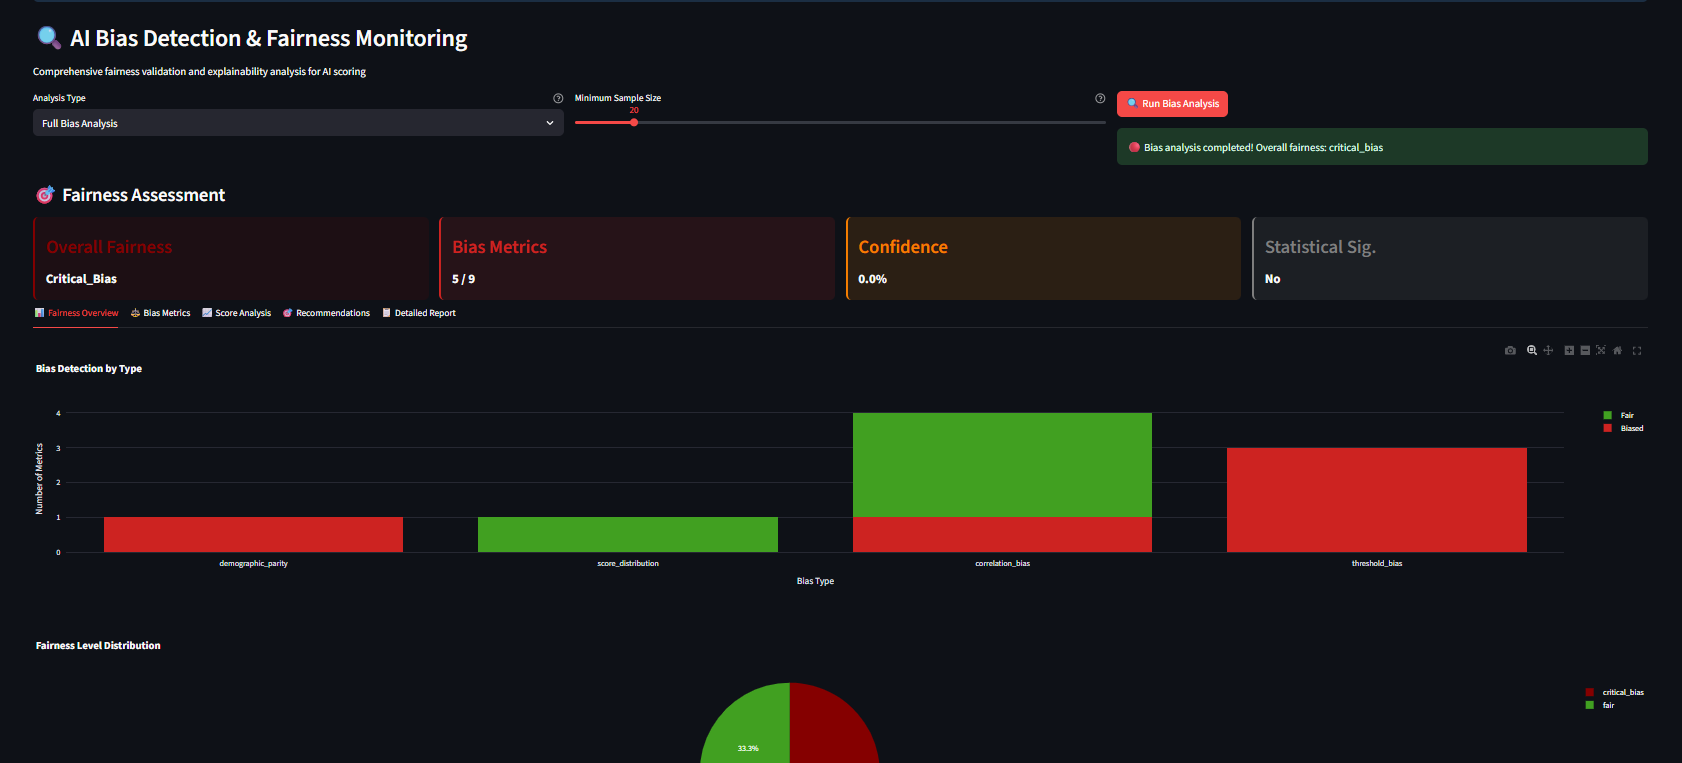 AI Bias Detection & Fairness Monitoring
Comprehensive fairness validation and explainability analysis for AI scoring
Analysis Type
Minimum Sample Size
20
Full Bias Analysis
Run Bias Analysis
Bias analysis completed! Overall fairness: critical_bias
Fairness Assessment
Overall Fairness
Critical_Bias
Bias Metrics
5 / 9
Confidence
0.0%
Statistical Sig.
No
Fairness Overview
Bias Metrics
Score Analysis
Recommendations
Detailed Report
Bias Detection by Type
Number of Metrics
4
3
2
1
0
demographic_parity
score_distribution
correlation_bias
threshold_bias
Bias Type
Fair
Biased
Fairness Level Distribution
33.3%
critical_bias
fair